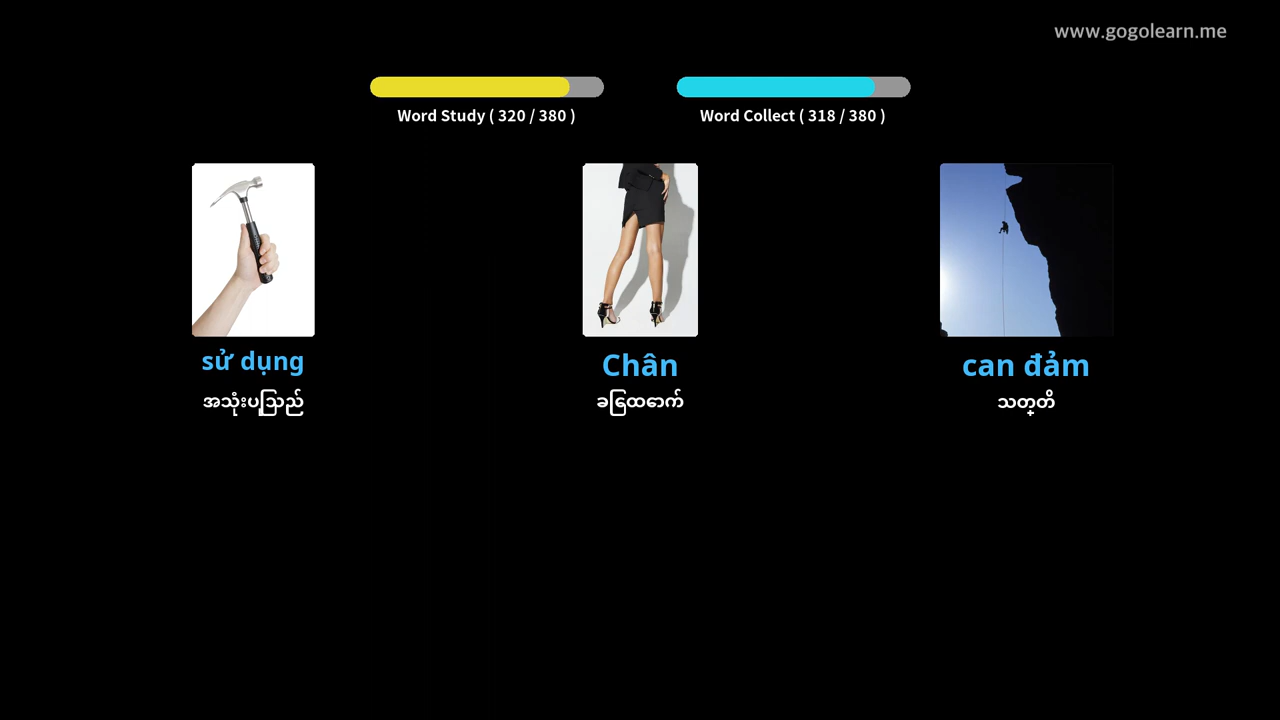 www.gogolearn.me
Word Study ( 320 / 380 )
Word Collect ( 318 / 380 )
sử dụng
Chân
can đảm
အသုံးပြုသည်
ခြေထောက်
သတ္တိ